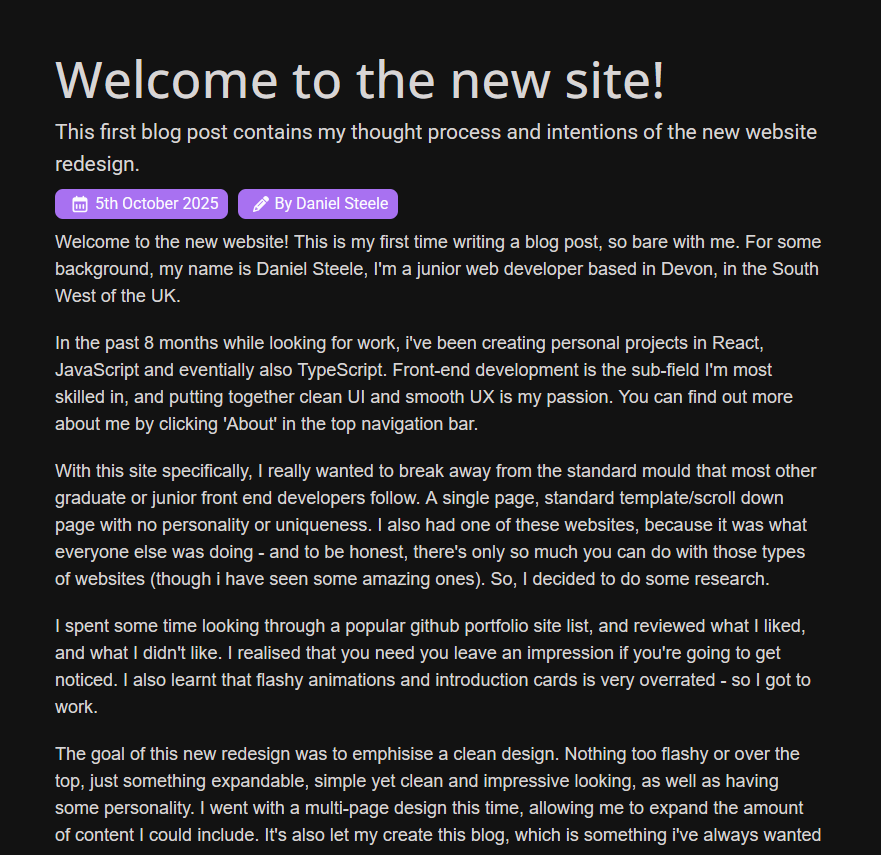 Welcome to the new site!
This first blog post contains my thought process and intentions of the new website
redesign.
5th October 2025 By Daniel Steele
Welcome to the new website! This is my first time writing a blog post, so bare with me. For some
background, my name is Daniel Steele, I'm a junior web developer based in Devon, in the South
West of the UK.
In the past 8 months while looking for work, i've been creating personal projects in React,
JavaScript and eventially also TypeScript. Front-end development is the sub-field I'm most
skilled in, and putting together clean UI and smooth UX is my passion. You can find out more
about me by clicking 'About' in the top navigation bar.
With this site specifically, I really wanted to break away from the standard mould that most other
graduate or junior front end developers follow. A single page, standard template/scroll down
page with no personality or uniqueness. I also had one of these websites, because it was what
everyone else was doing - and to be honest, there's only so much you can do with those types
of websites (though i have seen some amazing ones). So, I decided to do some research.
I spent some time looking through a popular github portfolio site list, and reviewed what I liked,
and what I didn't like. I realised that you need you leave an impression if you're going to get
noticed. I also learnt that flashy animations and introduction cards is very overrated - so I got to
work.
The goal of this new redesign was to emphisise a clean design. Nothing too flashy or over the
top, just something expandable, simple yet clean and impressive looking, as well as having
some personality. I went with a multi-page design this time, allowing me to expand the amount
of content I could include. It's also let my create this blog, which is something i've always wanted